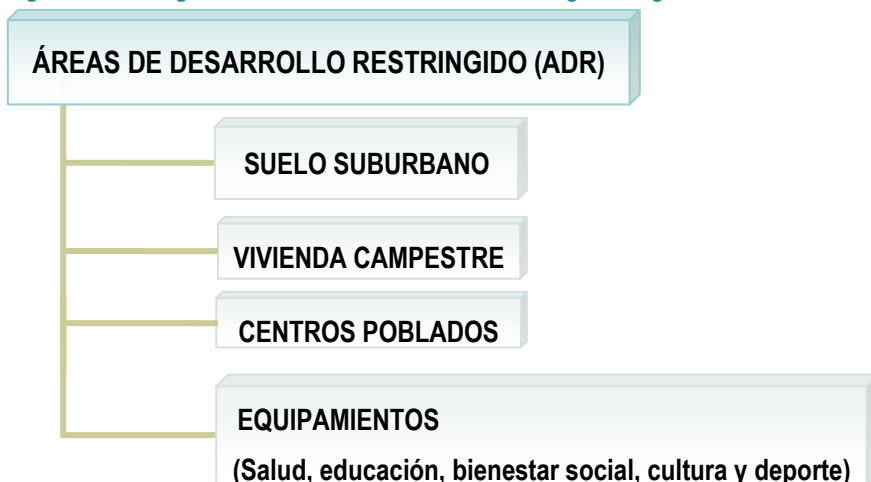 ÁREAS DE DESARROLLO RESTRINGIDO (ADR)
SUELO SUBURBANO
VIVIENDA CAMPESTRE
CENTROS POBLADOS
EQUIPAMIENTOS
(Salud, educación, bienestar social, cultura y deporte)